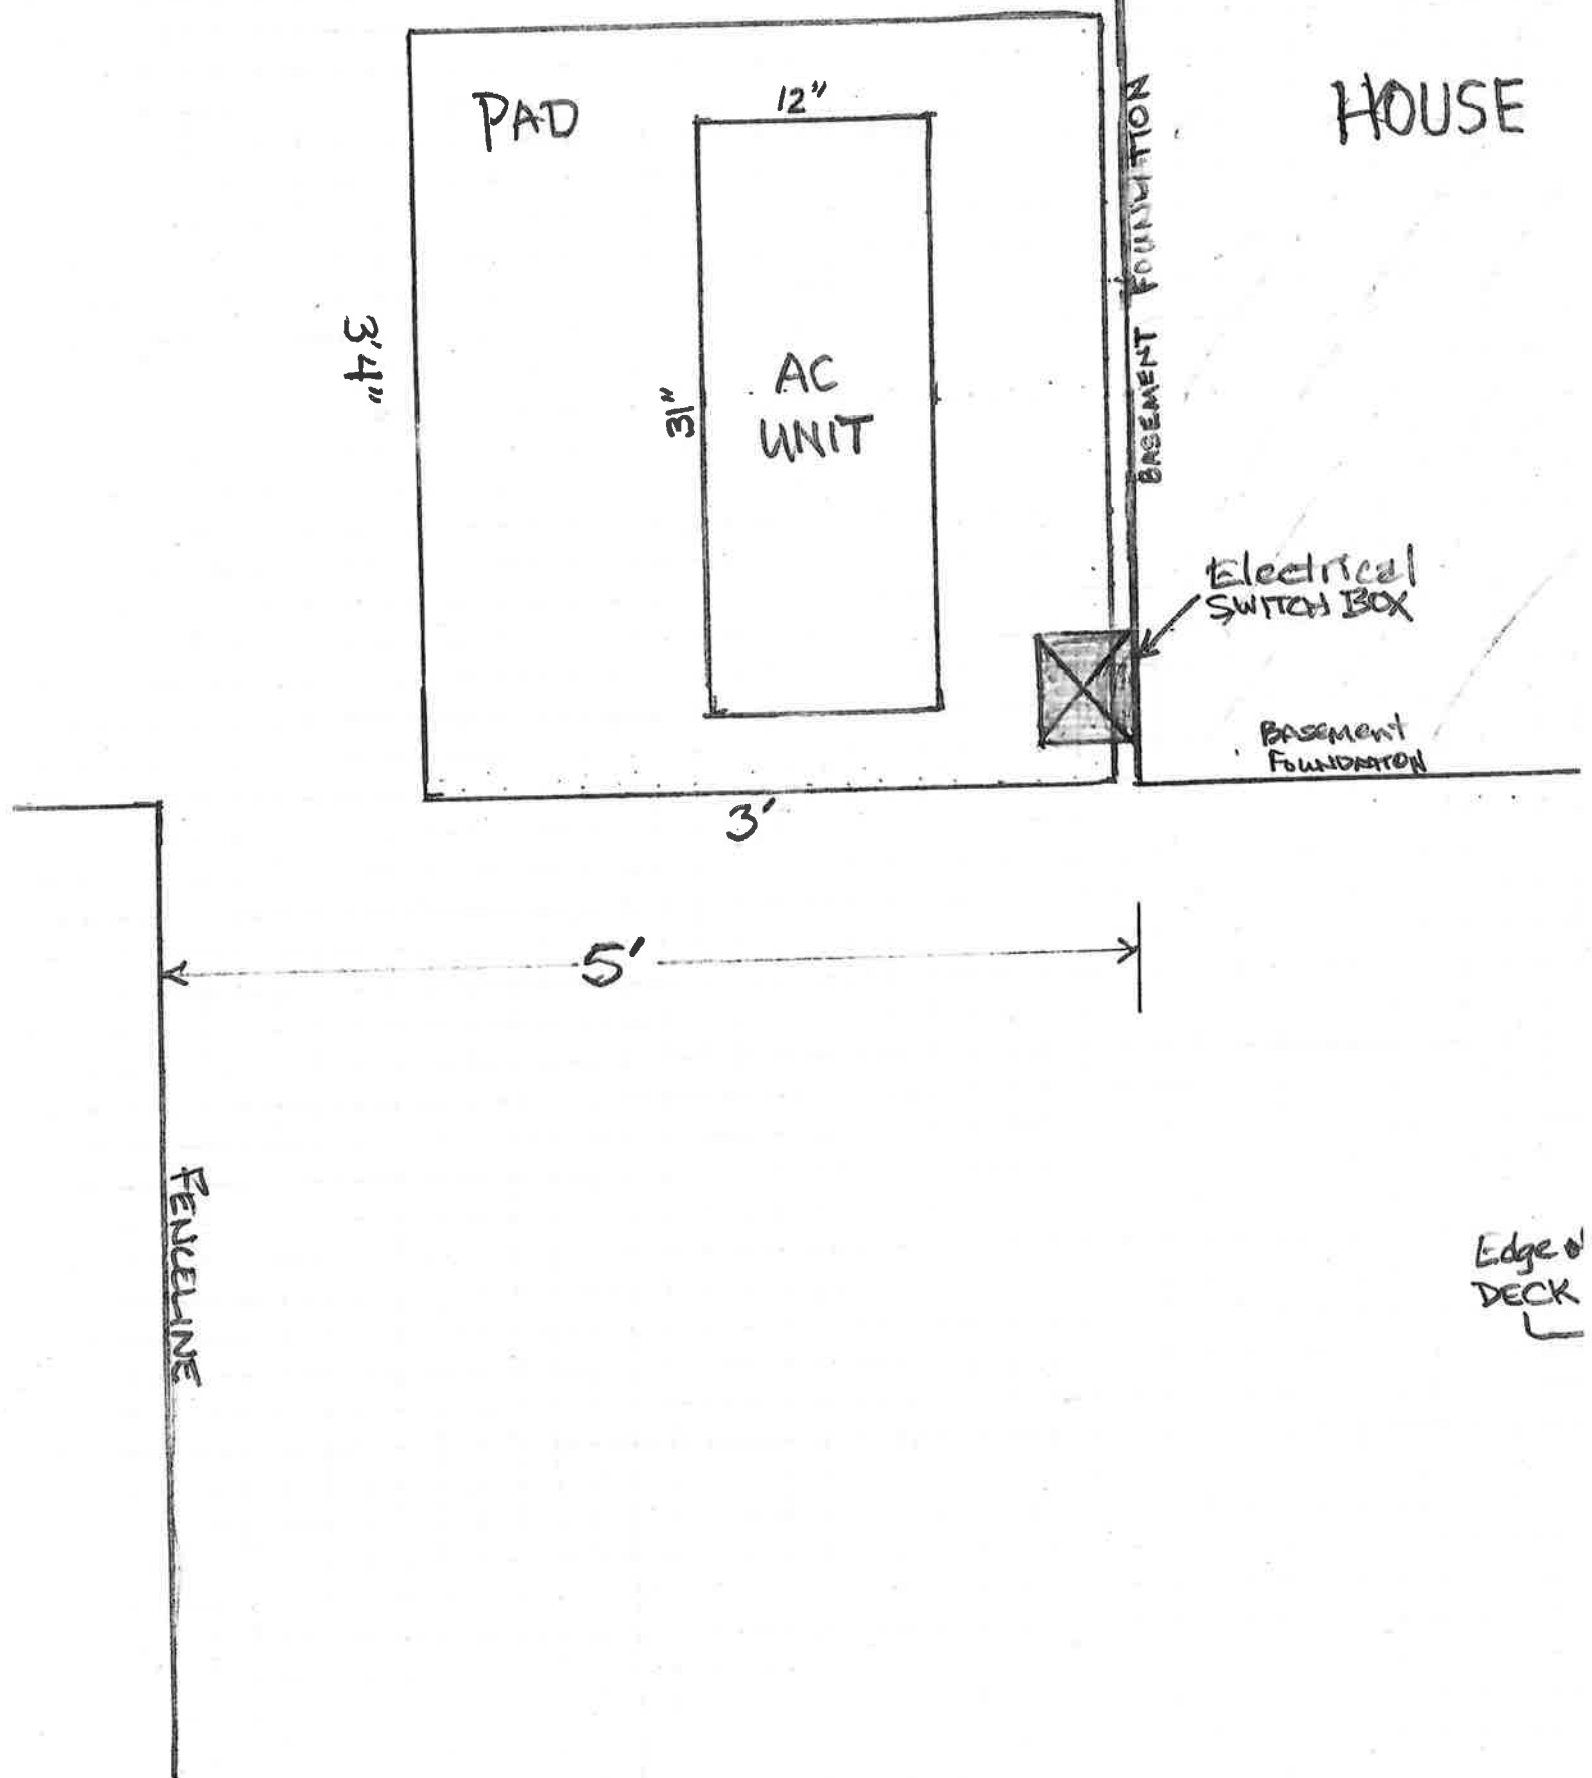 PAD
12"
HOUSE
BASEMENT FOUNDATION
3'4"
31"
AC
UNIT
Electrical
SWITCH BOX
BASEMENT
FOUNDATION
3'
5'
FENCELINE
Edge
DECK